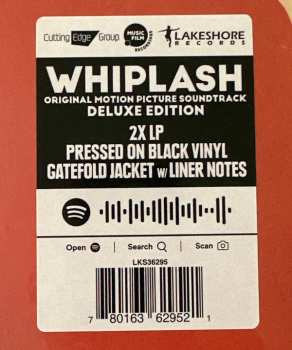 Cutting Edge Group
MUSIC
FILM
RECORDINGS
LAKESHORE
RECORDS
WHIPLASH
ORIGINAL MOTION PICTURE SOUNDTRACK
DELUXE EDITION
2X LP
PRESSED ON BLACK VINYL
GATEFOLD JACKET W/ LINER NOTES
Open
Search
Scan
LKS36295
7 80163 62952 1